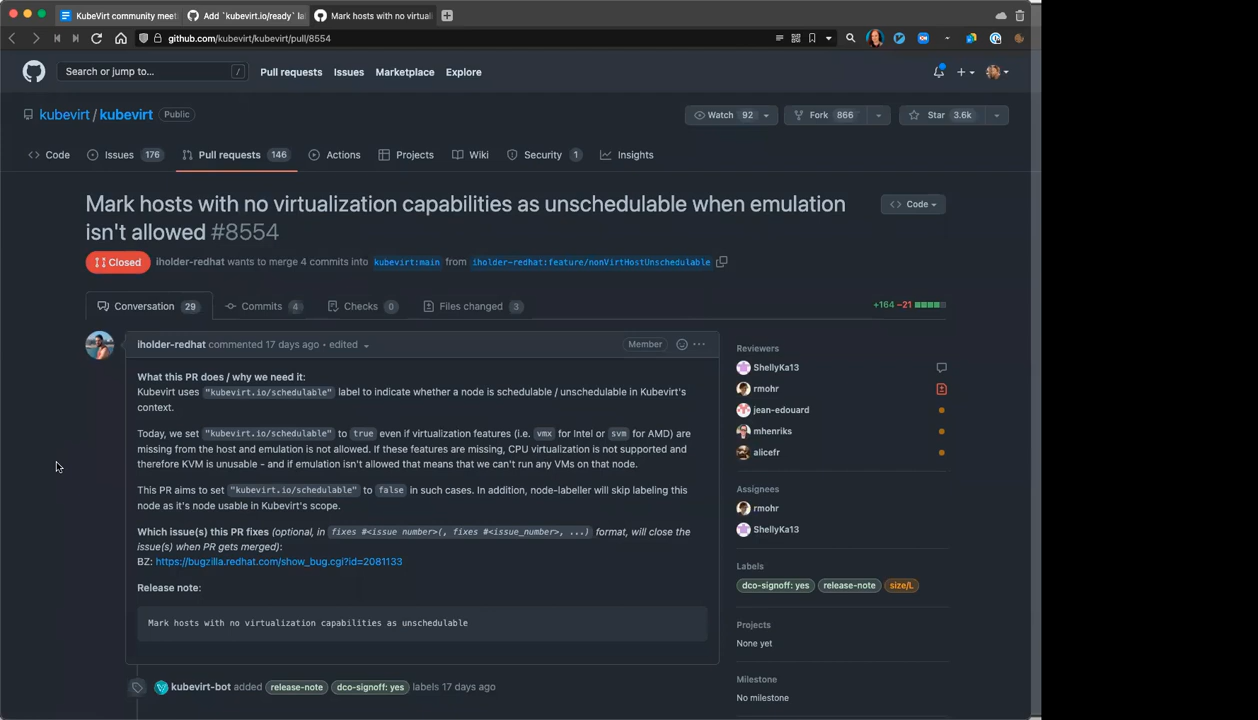 KubeVirt community meet
Add `kubevirt.io/ready` la
Mark hosts with no virtual
github.com/kubevirt/kubevirt/pull/8554
Search or jump to...
/
Pull requests
Issues
Marketplace
Explore
kubevirt / kubevirt
Public
Watch 92
Fork 866
Star 3.6k
Code
Issues 176
Pull requests 146
Actions
Projects
Wiki
Security 1
Insights
Mark hosts with no virtualization capabilities as unschedulable when emulation
isn't allowed #8554
Code
Closed
iholder-redhat wants to merge 4 commits into kubevirt:main from iholder-redhat:feature/nonVirtHostUnschedulable
Conversation 29
Commits 4
Checks 0
Files changed 3
+164 −21
iholder-redhat commented 17 days ago • edited
Member
What this PR does / why we need it:
Kubevirt uses "kubevirt.io/schedulable" label to indicate whether a node is schedulable / unschedulable in Kubevirt's
context.
Today, we set "kubevirt.io/schedulable" to true even if virtualization features (i.e. vmx for Intel or svm for AMD) are
missing from the host and emulation is not allowed. If these features are missing, CPU virtualization is not supported and
therefore KVM is unusable - and if emulation isn't allowed that means that we can't run any VMs on that node.
This PR aims to set "kubevirt.io/schedulable" to false in such cases. In addition, node-labeller will skip labeling this
node as it's node usable in Kubevirt's scope.
Which issue(s) this PR fixes (optional, in fixes #<issue number>(, fixes #<issue_number>, ...) format, will close the
issue(s) when PR gets merged):
BZ: https://bugzilla.redhat.com/show_bug.cgi?id=2081133
Release note:
Mark hosts with no virtualization capabilities as unschedulable
kubevirt-bot added release-note dco-signoff: yes labels 17 days ago
Reviewers
ShellyKa13
rmohr
jean-edouard
mhenriks
alicefr
Assignees
rmohr
ShellyKa13
Labels
dco-signoff: yes
release-note
size/L
Projects
None yet
Milestone
No milestone